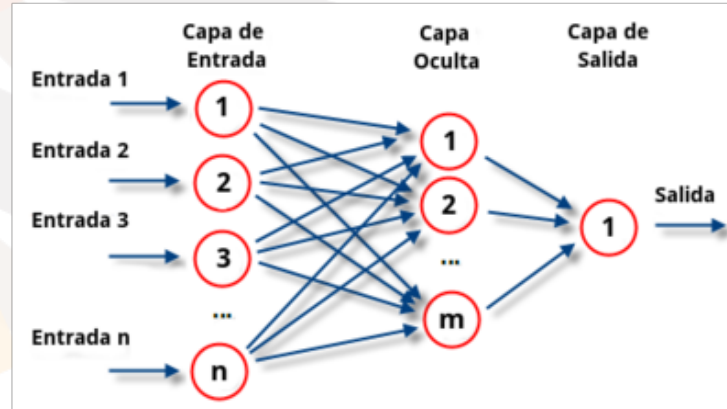 Capa de
Entrada
Capa
Oculta
Capa de
Salida
Entrada 1
1
Entrada 2
2
Entrada 3
3
...
Entrada n
n
1
2
...
m
1
Salida